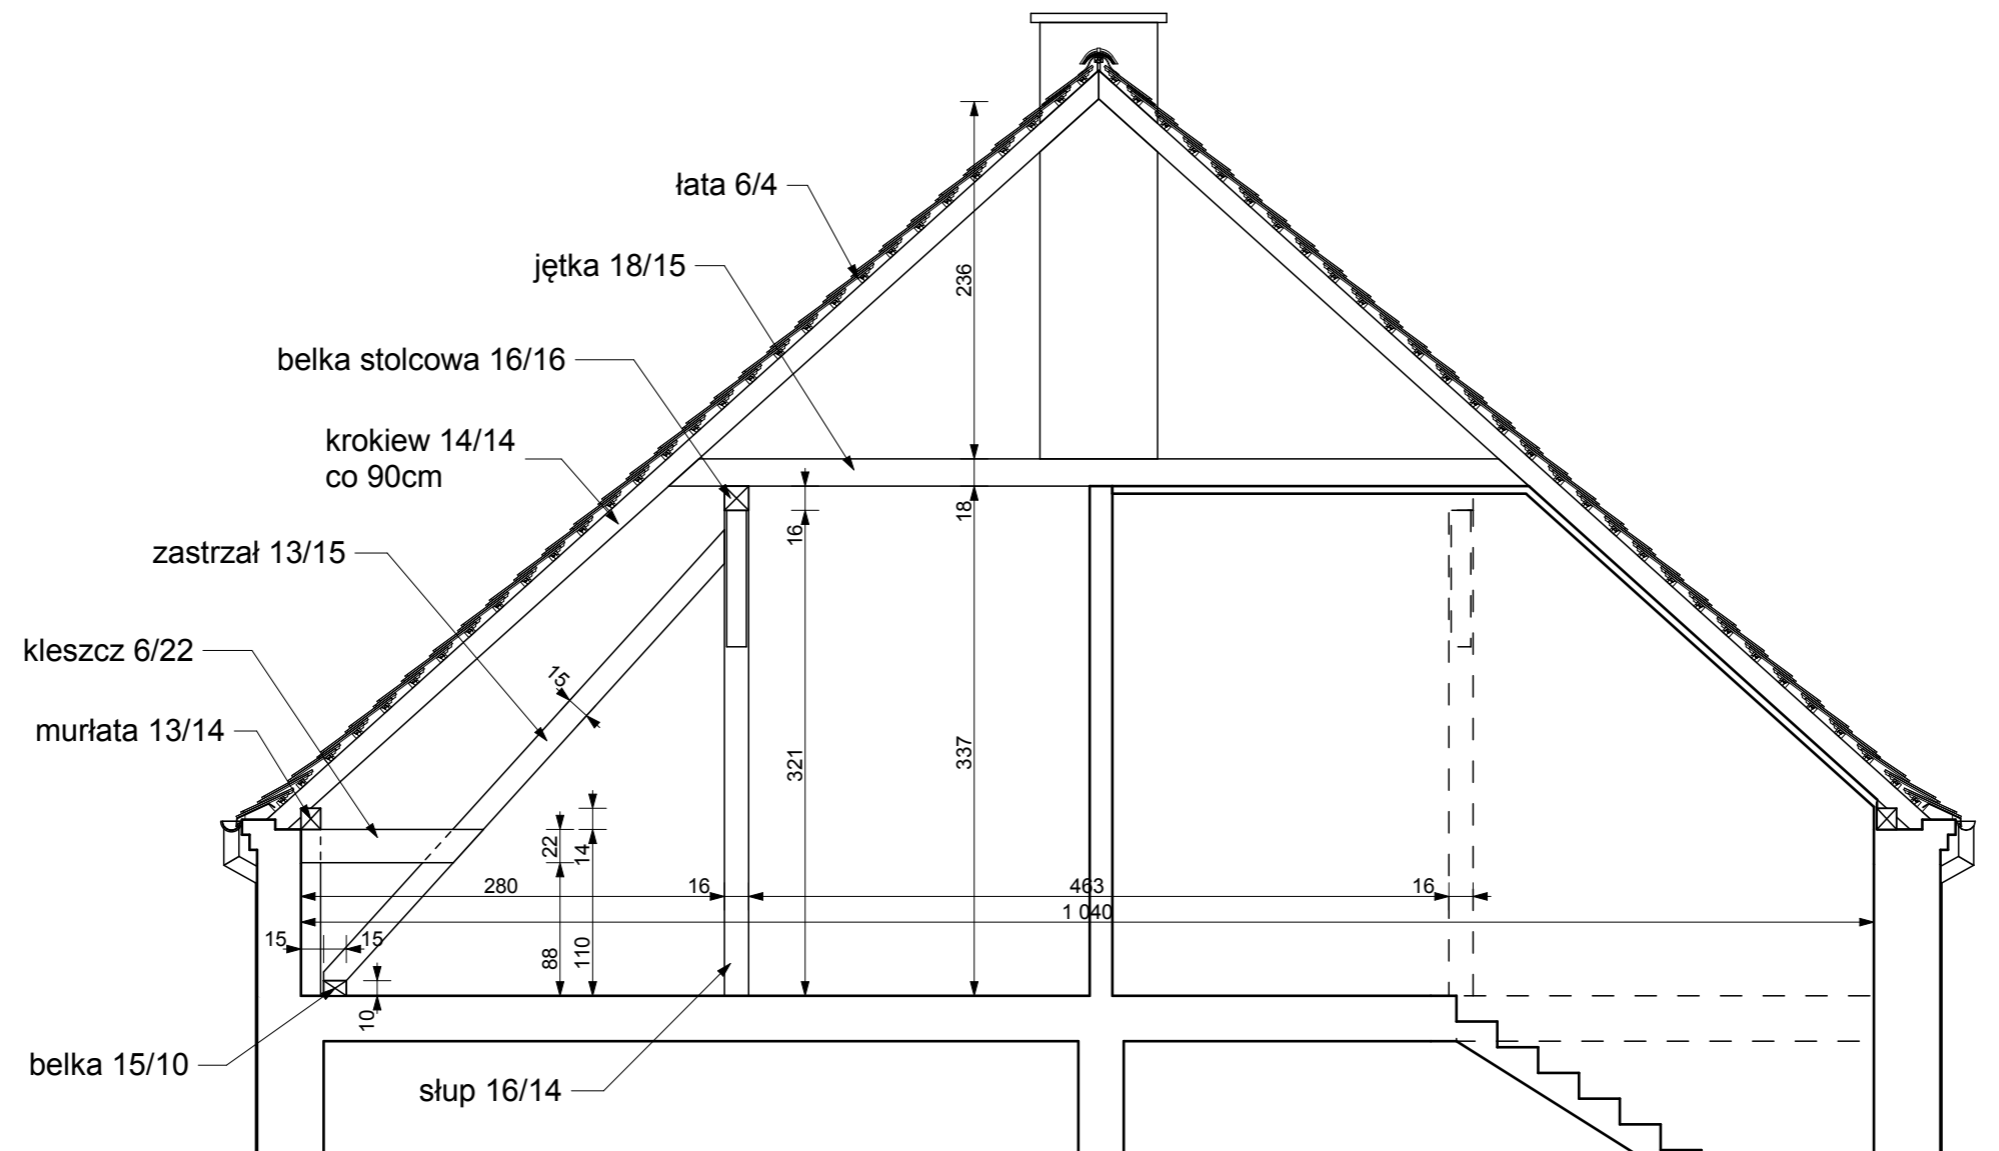 łata 6/4
jętka 18/15
236
belka stolcowa 16/16
krokiew 14/14
co 90cm
18
16
zastrzał 13/15
15
kleszcz 6/22
murłata 13/14
321
337
22
14
280
16
463
16
1 040
15
15
88
110
10
belka 15/10
słup 16/14